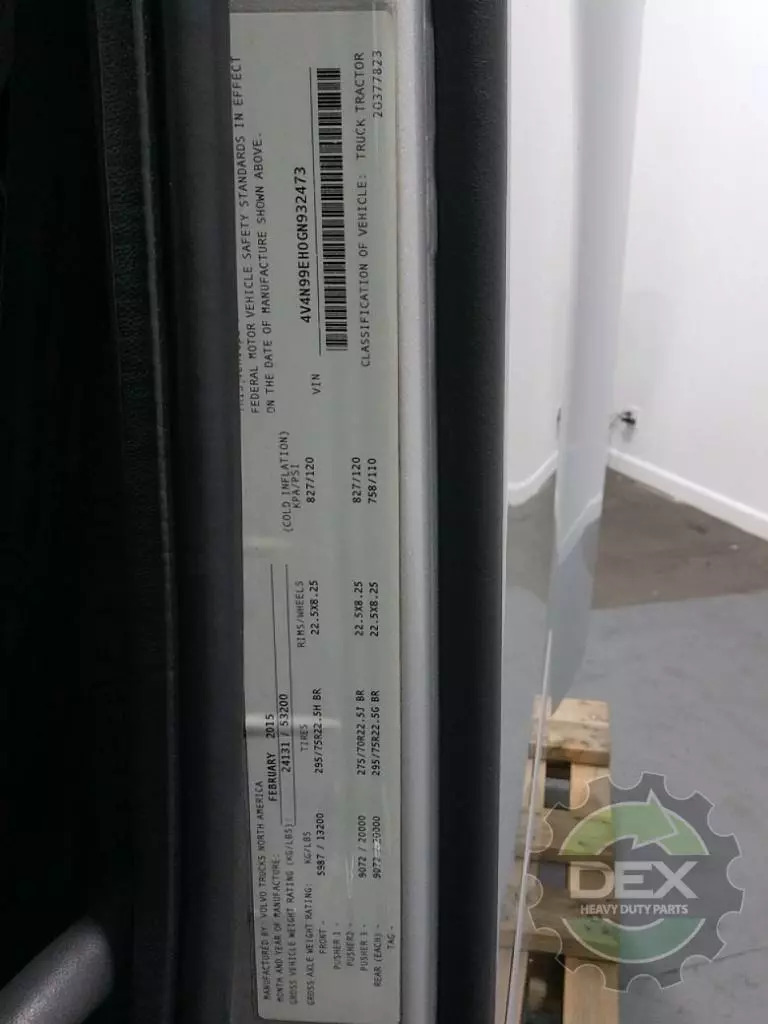 MANUFACTURED BY: VOLVO TRUCKS NORTH AMERICA
MONTH AND YEAR OF MANUFACTURE: FEBRUARY 2015
GROSS VEHICLE WEIGHT RATING (KG/LBS): 24131 / 53200
GROSS AXLE WEIGHT RATING: KG/LBS TIRES RIMS/WHEELS (COLD INFLATION) KPA/PSI
FRONT - 5987 / 13200 295/75R22.5H BR 22.5X8.25 827/120
PUSHER 1 -
PUSHER2 -
PUSHER 3 - 9072 / 20000 275/70R22.5J BR 22.5X8.25 827/120
REAR (EACH) - 9072 / 20000 295/75R22.5G BR 22.5X8.25 758/110
TAG -
FEDERAL MOTOR VEHICLE SAFETY STANDARDS IN EFFECT
ON THE DATE OF MANUFACTURE SHOWN ABOVE.
VIN 4V4N99EH0GN932473
CLASSIFICATION OF VEHICLE: TRUCK TRACTOR
20377823
DEX
HEAVY DUTY PARTS